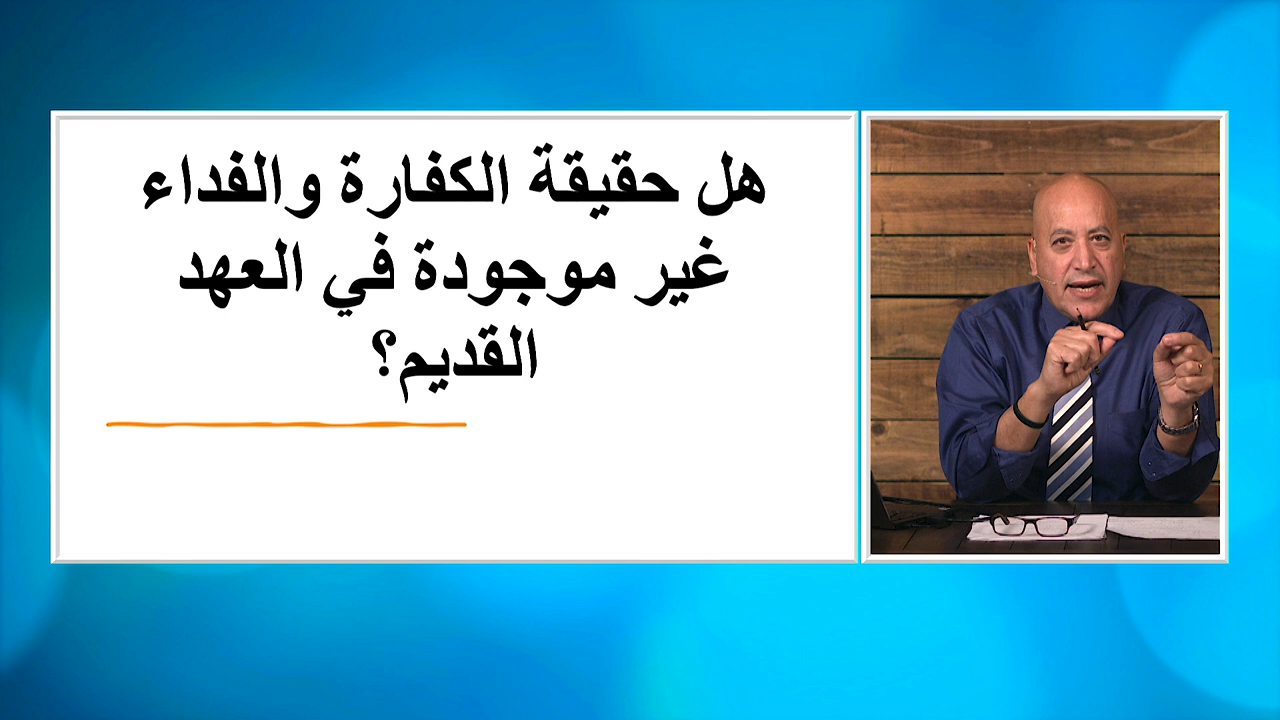 هل حقيقة الكفارة والفداء
غير موجودة في العهد
القديم؟